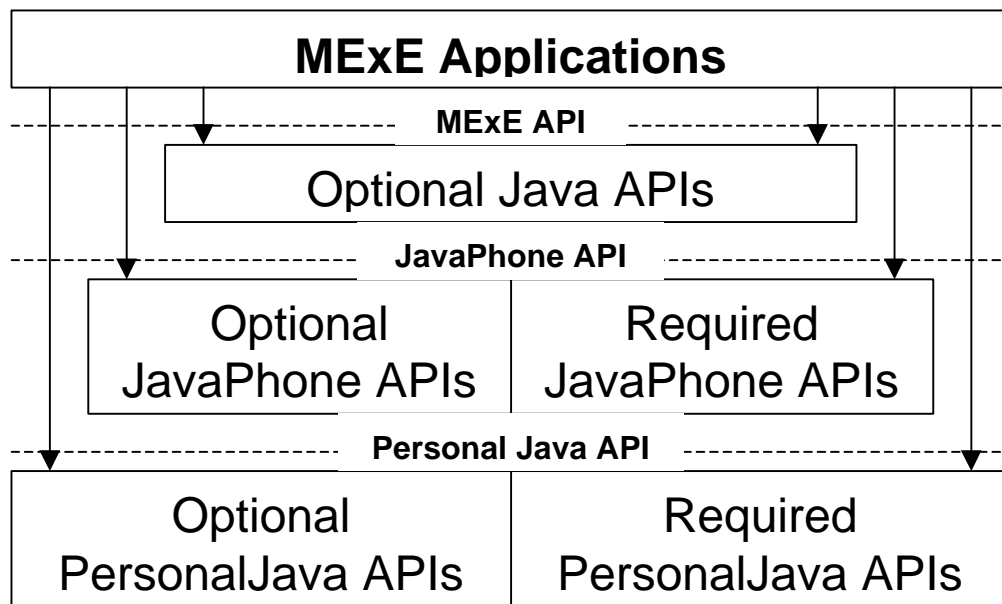 MExE Applications
MExE API
Optional Java APIs
JavaPhone API
Optional
JavaPhone APIs
Required
JavaPhone APIs
Personal Java API
Optional
PersonalJava APIs
Required
PersonalJava APIs